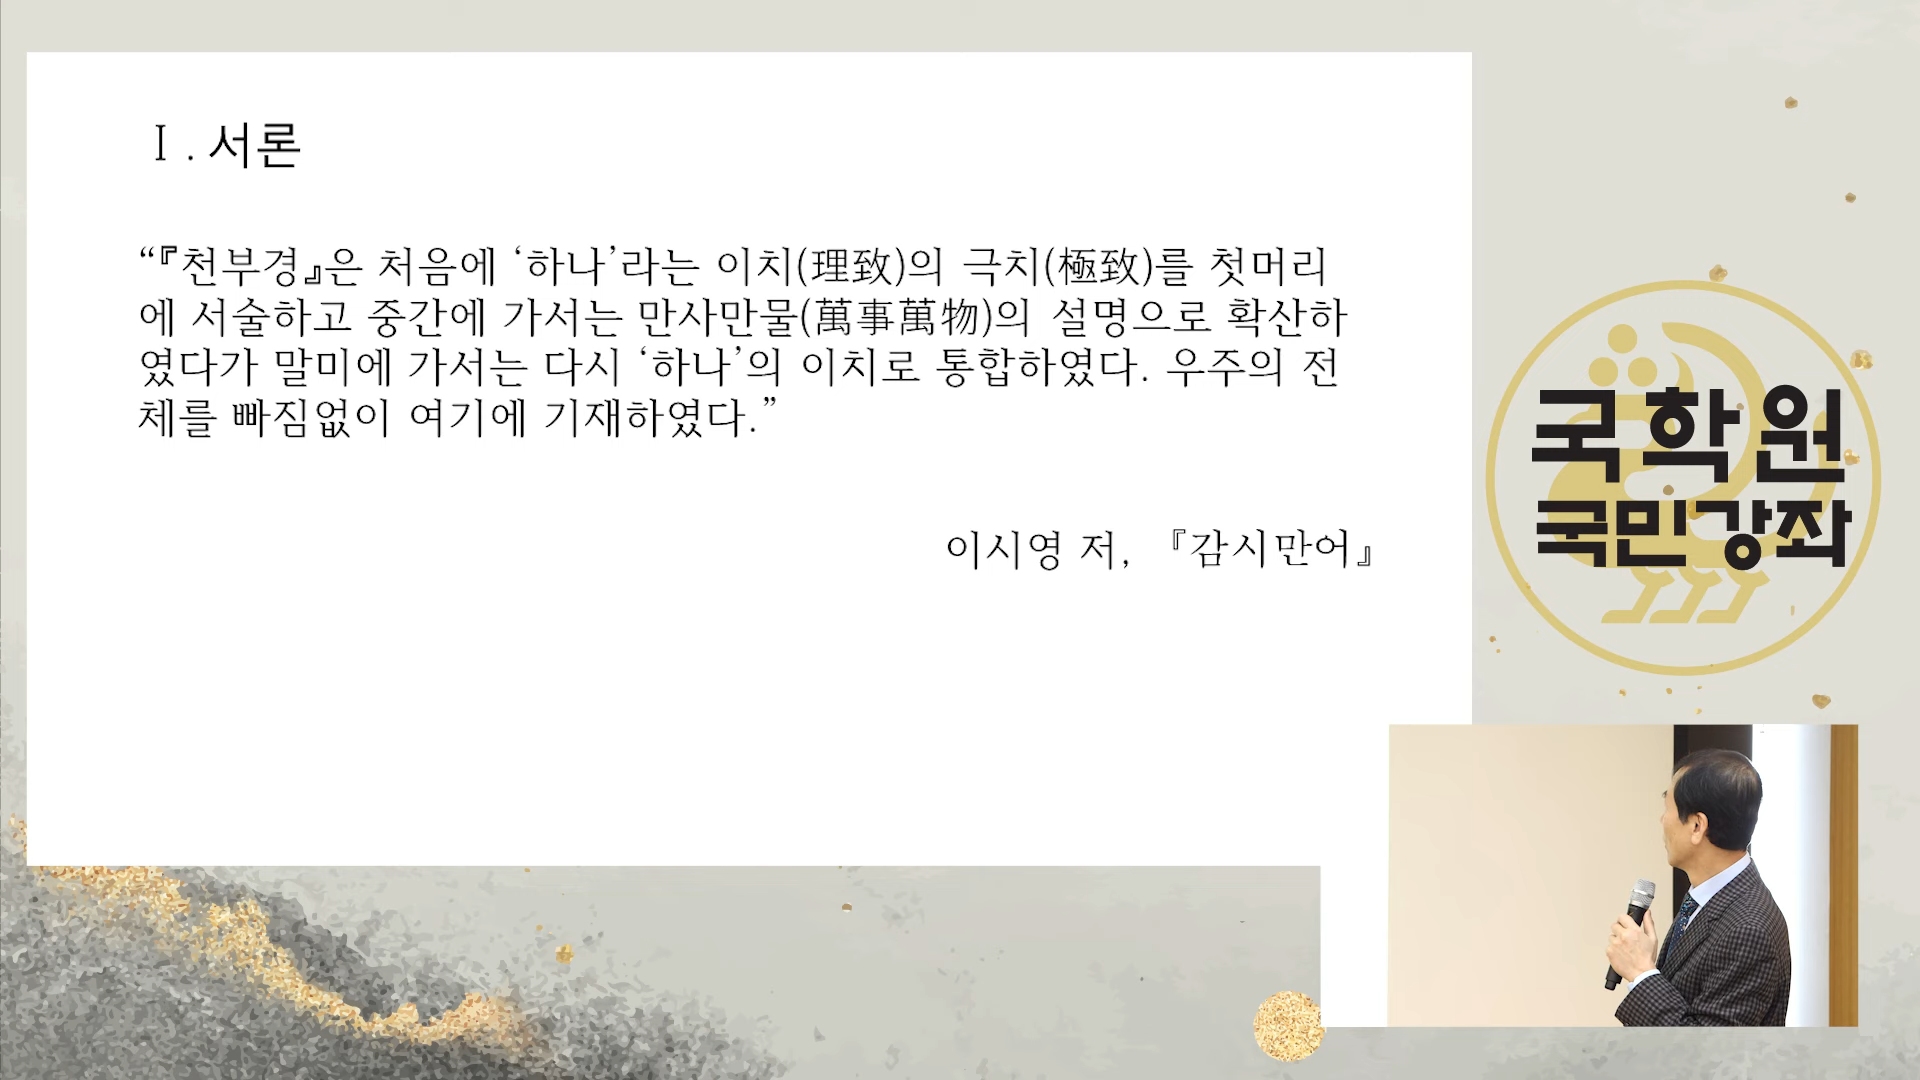 Ⅰ. 서론
“『천부경』은 처음에 ‘하나’라는 이치(理致)의 극치(極致)를 첫머리
에 서술하고 중간에 가서는 만사만물(萬事萬物)의 설명으로 확산하
였다가 말미에 가서는 다시 ‘하나’의 이치로 통합하였다. 우주의 전
체를 빠짐없이 여기에 기재하였다.”
이시영 저, 『감시만어』
국학원
국민강좌